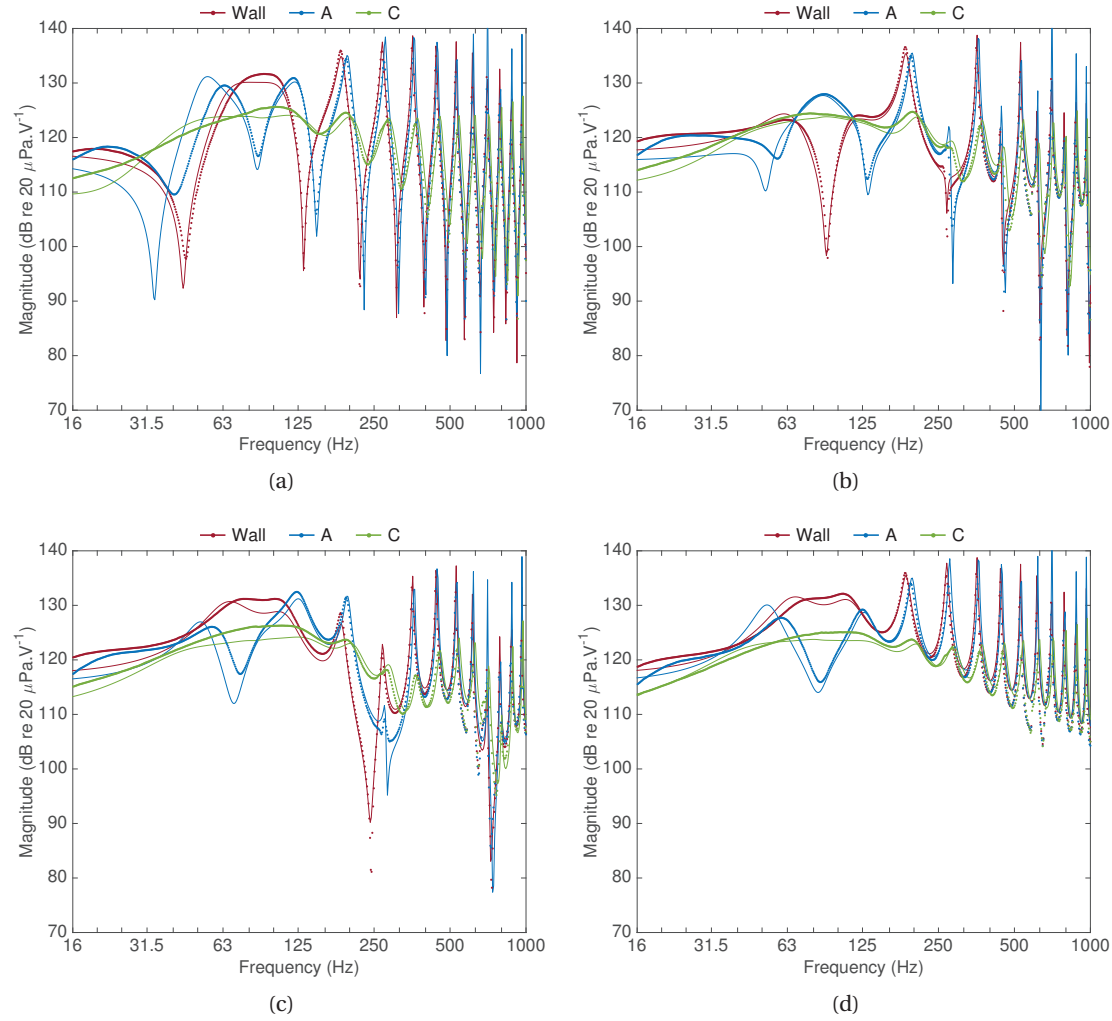 Wall A C
140
130
120
110
100
90
80
70
Magnitude (dB re 20 μPa.V⁻¹)
16 31.5 63 125 250 500 1000
Frequency (Hz)
(a)
Wall A C
140
130
120
110
100
90
80
70
Magnitude (dB re 20 μPa.V⁻¹)
16 31.5 63 125 250 500 1000
Frequency (Hz)
(b)
Wall A C
140
130
120
110
100
90
80
70
Magnitude (dB re 20 μPa.V⁻¹)
16 31.5 63 125 250 500 1000
Frequency (Hz)
(c)
Wall A C
140
130
120
110
100
90
80
70
Magnitude (dB re 20 μPa.V⁻¹)
16 31.5 63 125 250 500 1000
Frequency (Hz)
(d)